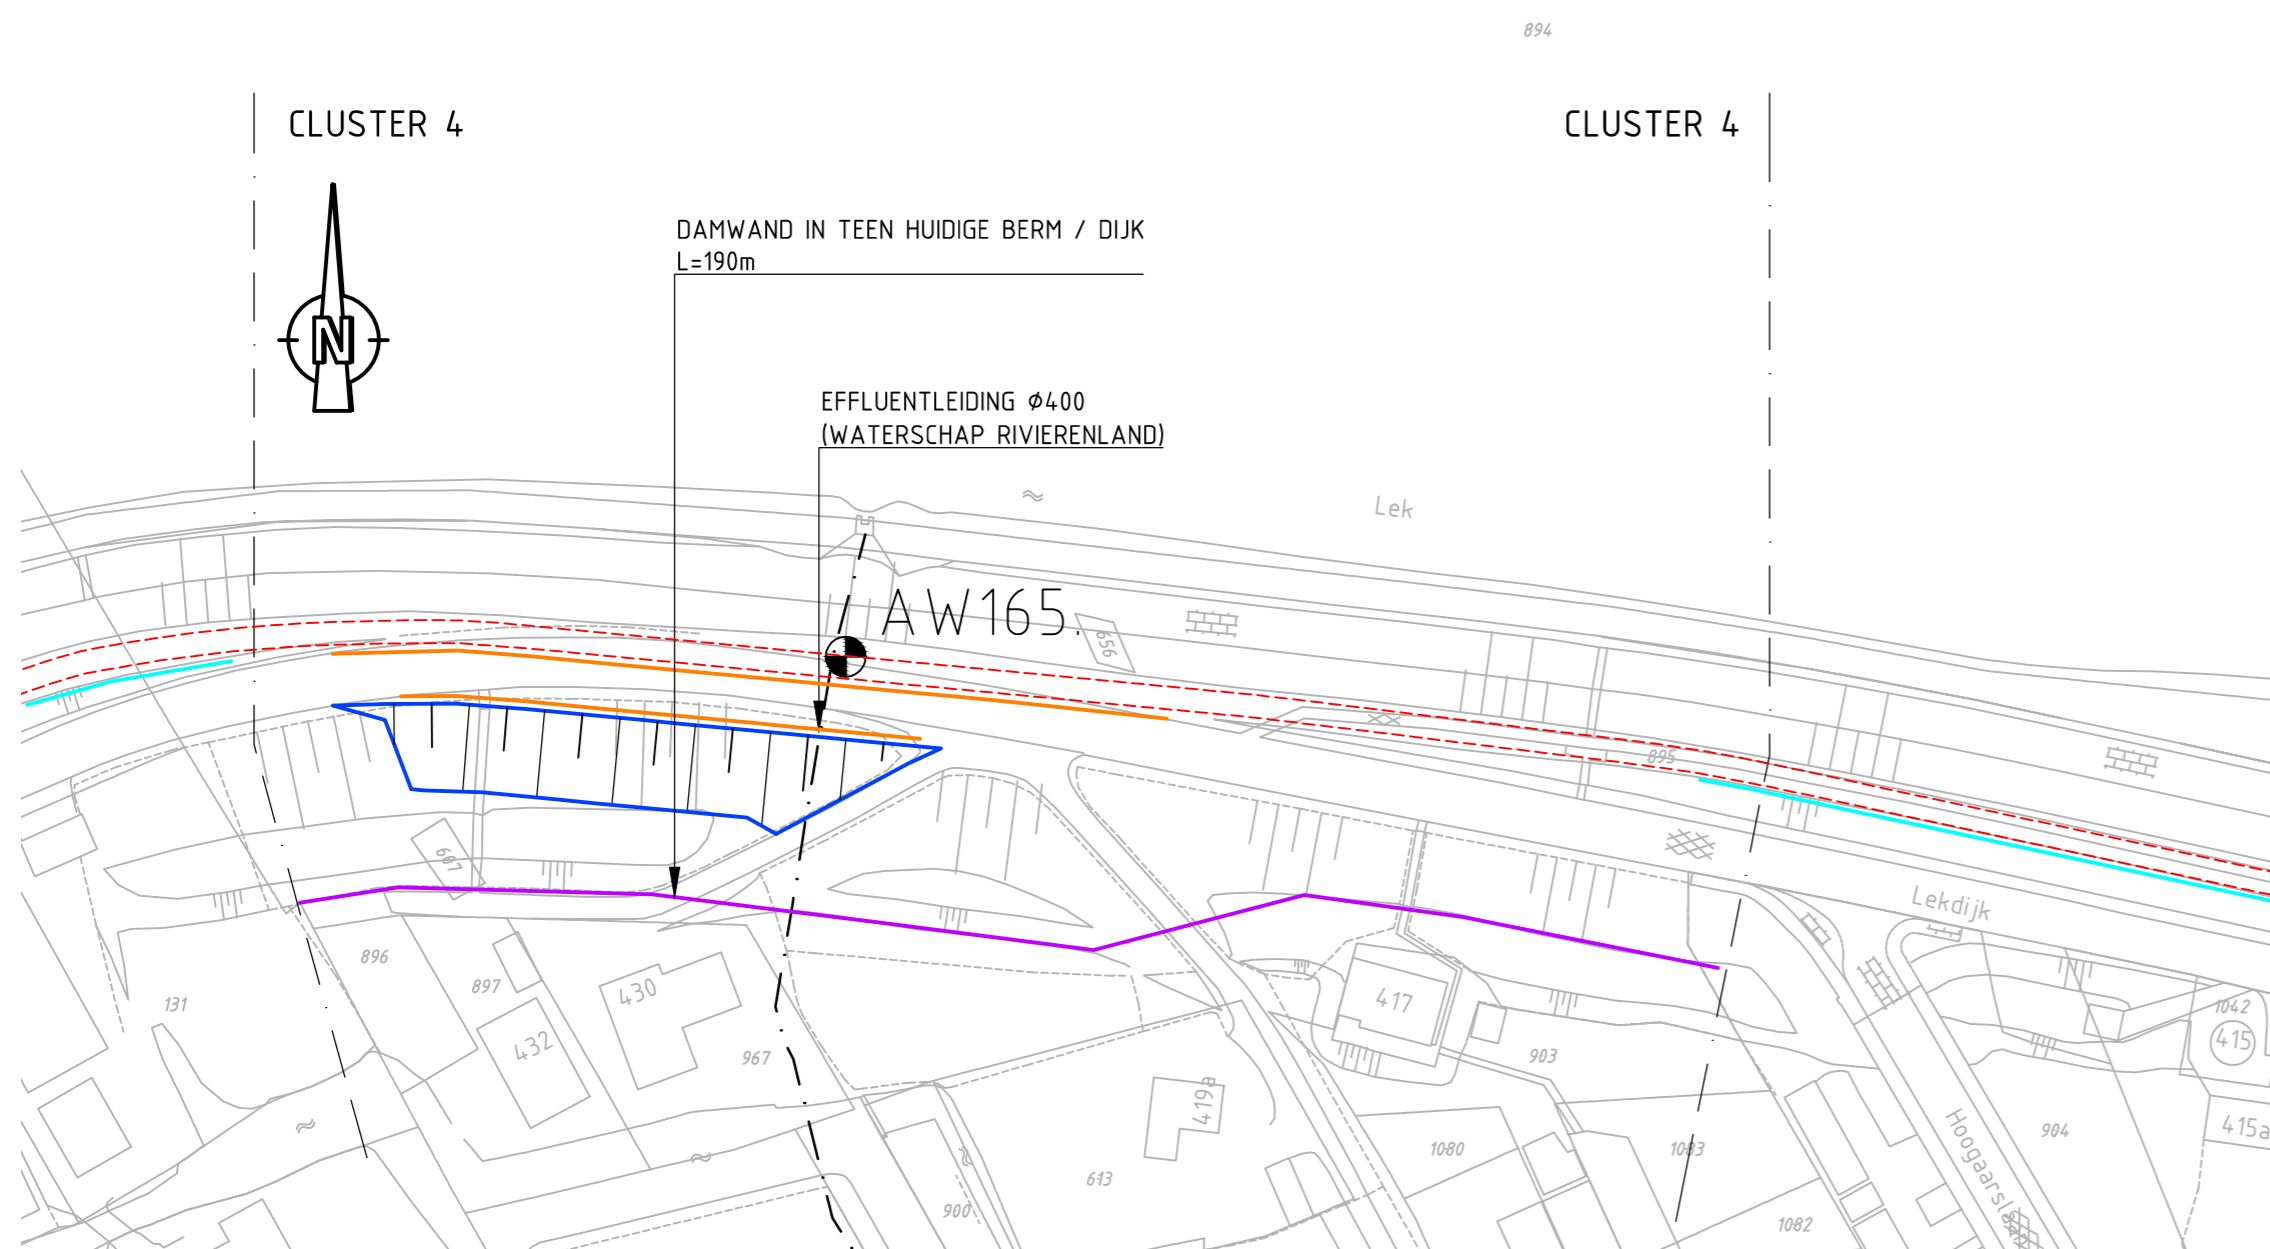 894
CLUSTER 4
CLUSTER 4
N
DAMWAND IN TEEN HUIDIGE BERM / DIJK
L=190m
EFFLUENTLEIDING Ø400
(WATERSCHAP RIVIERENLAND)
Lek
AW165.
656
895
607
Lekdijk
896
897
131
430
432
967
417
903
1042
415
419a
415a
904
Hoogaarslaan
1080
1083
613
900
1082